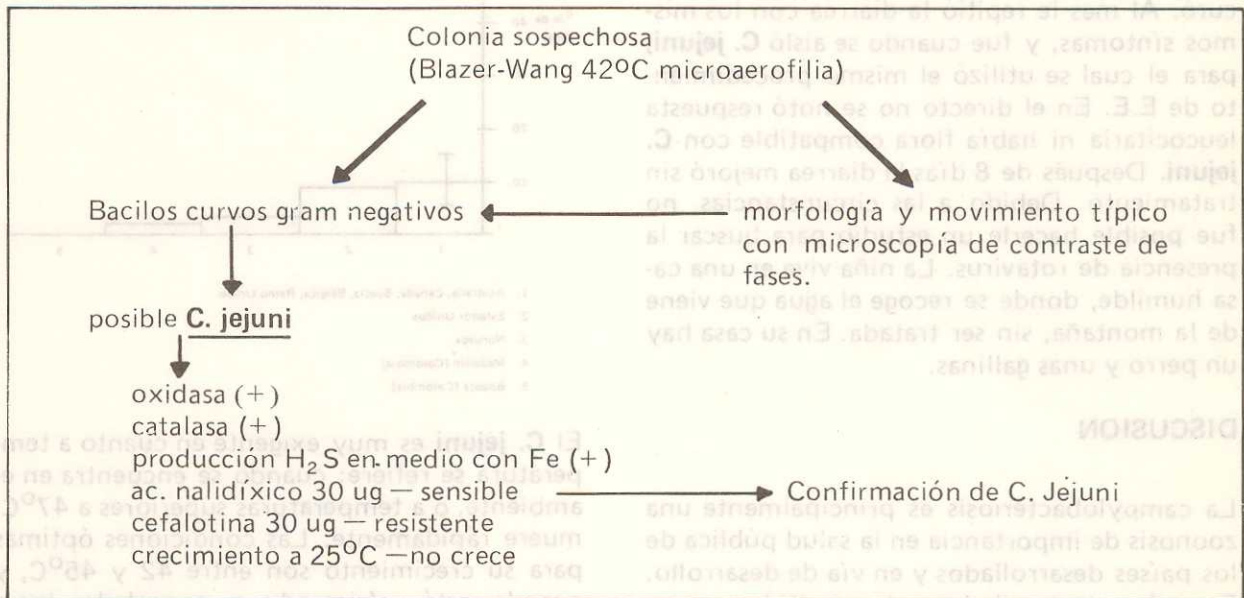 Colonia sospechosa
(Blazer-Wang 42ºC microaerofilia)
Bacilos curvos gram negativos
morfología y movimiento típico
con microscopía de contraste de
fases.
posible C. jejuni
oxidasa (+)
catalasa (+)
producción H₂S en medio con Fe (+)
ac. nalidíxico 30 ug — sensible
cefalotina 30 ug — resistente
crecimiento a 25ºC — no crece
Confirmación de C. Jejuni